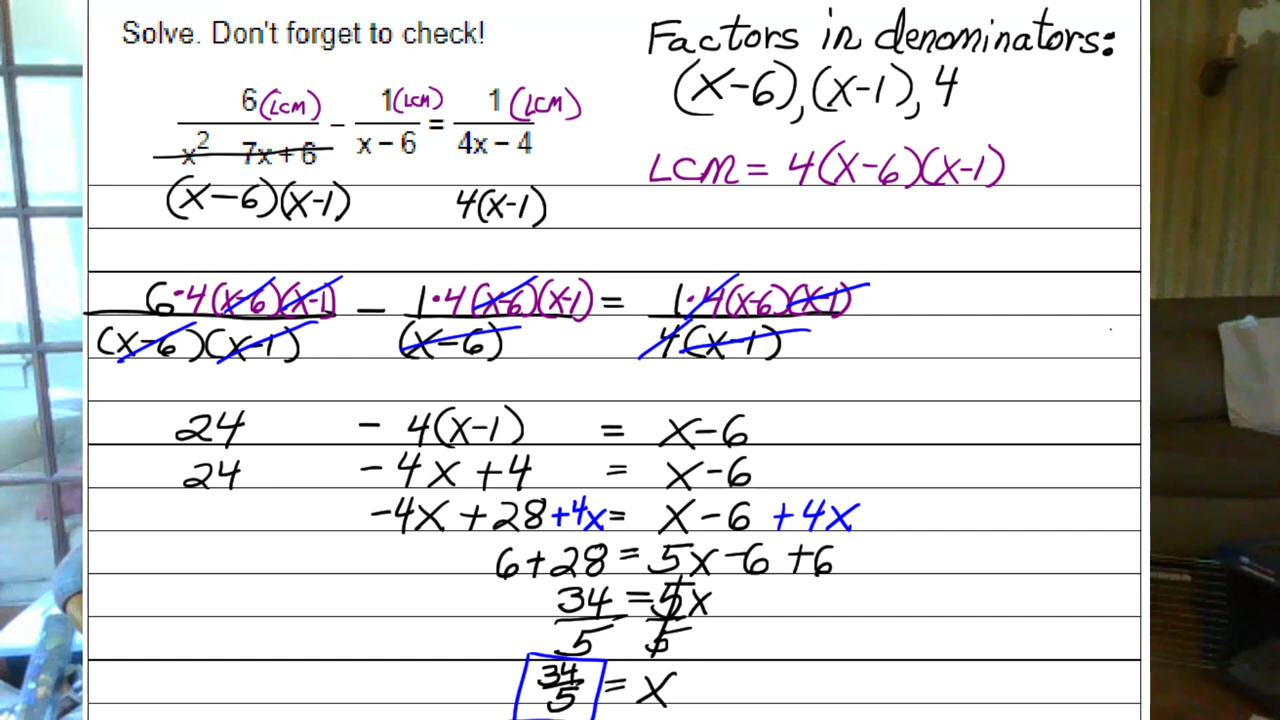 Solve. Don't forget to check!
Factors in denominators:
(x-6), (x-1), 4
LCM = 4(x-6)(x-1)
6(LCM)/(x² 7x + 6) - 1(LCM)/(x - 6) = 1(LCM)/(4x - 4)
(x-6)(x-1) 4(x-1)
6·4(x-6)(x-1)/((x-6)(x-1)) - 1·4(x-6)(x-1)/(x-6) = 1·4(x-6)(x-1)/(4(x-1))
24 - 4(x-1) = x-6
24 -4x +4 = x-6
-4x +28 +4x = x-6 +4x
6+28 = 5x-6 +6
34/5 = 5x/5
34/5 = x